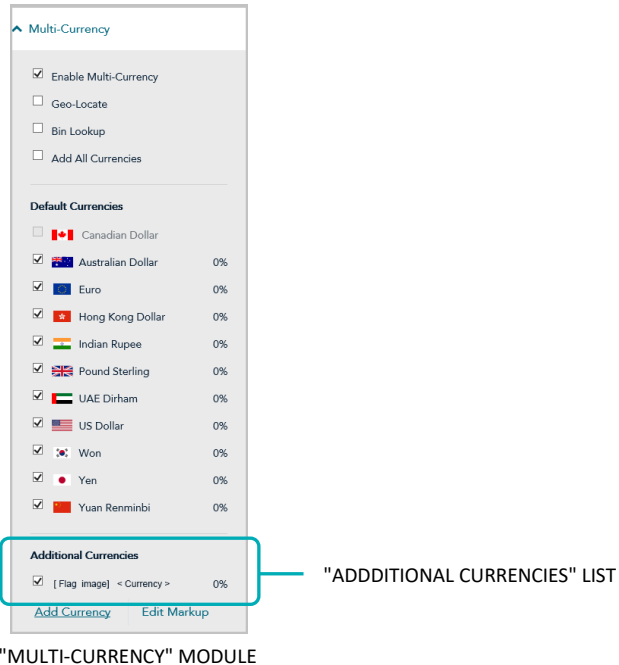 Multi-Currency
Enable Multi-Currency
Geo-Locate
Bin Lookup
Add All Currencies
Default Currencies
Canadian Dollar
Australian Dollar 0%
Euro 0%
Hong Kong Dollar 0%
Indian Rupee 0%
Pound Sterling 0%
UAE Dirham 0%
US Dollar 0%
Won 0%
Yen 0%
Yuan Renminbi 0%
Additional Currencies
[ Flag image] < Currency > 0%
"ADDDITIONAL CURRENCIES" LIST
Add Currency Edit Markup
"MULTI-CURRENCY" MODULE